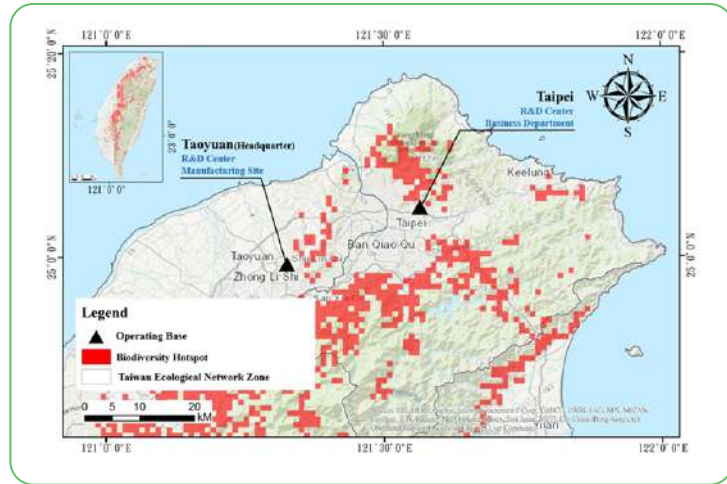 121°0'0"
121°30'0"
122°0'0"
25°20'0"
23°0'0"
121°0'0"
N
W
E
S
Taipei
R&D Center
Business Department
Taoyuan(Headquarter)
R&D Center
Manufacturing Site
Keelung
Taipei
Ban Qiao Qu
25°0'0"
25°0'0"
Taoyuan
Zhong Li Shi
Legend
Operating Base
Biodiversity Hotspot
Taiwan Ecological Network Zone
0 5 10 20
KM
121°0'0"
121°30'0"
122°0'0"